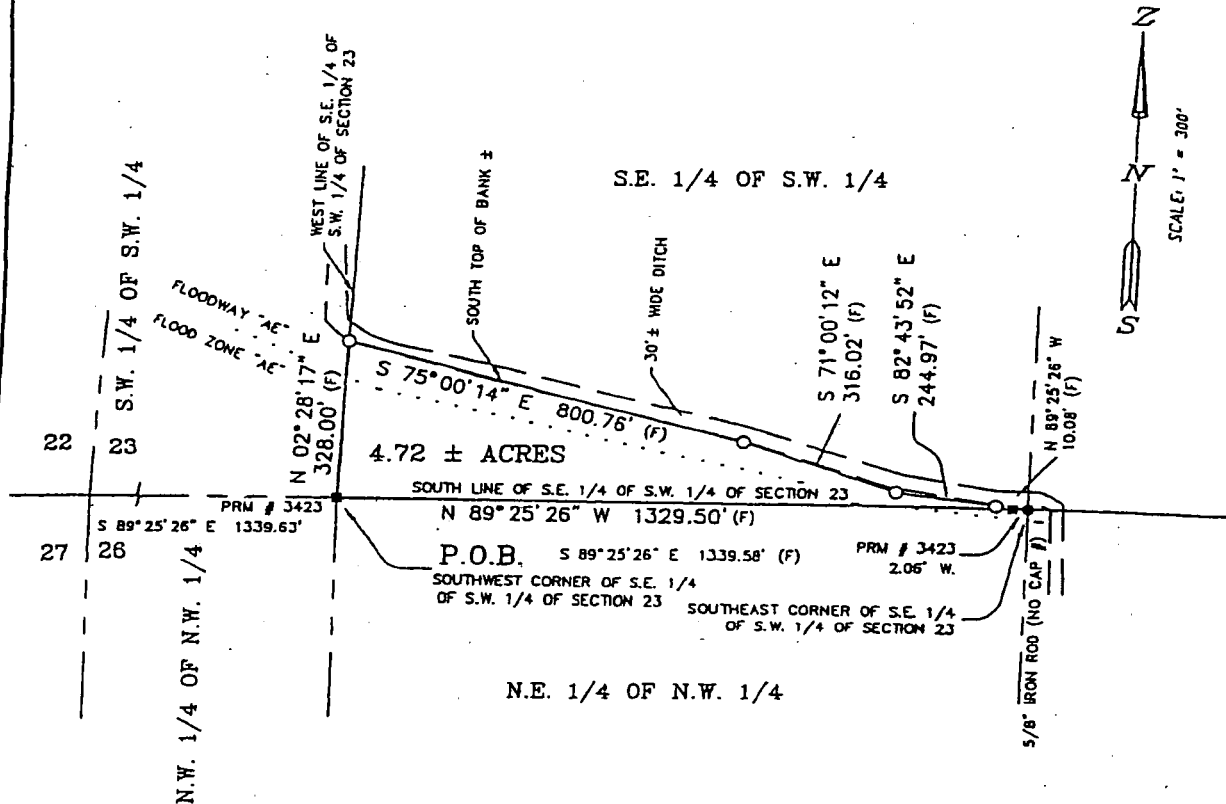 Z
N
S
SCALE: 1" = 300'
WEST LINE OF S.E. 1/4 OF
S.W. 1/4 OF SECTION 23
S.E. 1/4 OF S.W. 1/4
S.W. 1/4 OF S.W. 1/4
SOUTH TOP OF BANK ±
30' ± WIDE DITCH
FLOODWAY "AE"
FLOOD ZONE "AE"
N 02°28'17" E
328.00' (F)
S 75°00'14" E 800.76' (F)
S 71°00'12" E
316.02' (F)
S 82°43'52" E
244.97' (F)
N 89°25'26" W
10.08' (F)
22 23
4.72 ± ACRES
SOUTH LINE OF S.E. 1/4 OF S.W. 1/4 OF SECTION 23
PRM # 3423
N 89°25'26" W 1329.50' (F)
S 89°25'26" E 1339.63'
27 26
P.O.B.
S 89°25'26" E 1339.58' (F)
PRM # 3423
2.06' W.
SOUTHWEST CORNER OF S.E. 1/4
OF S.W. 1/4 OF SECTION 23
SOUTHEAST CORNER OF S.E. 1/4
OF S.W. 1/4 OF SECTION 23
N.W. 1/4 OF N.W. 1/4
N.E. 1/4 OF N.W. 1/4
5/8" IRON ROD (NO CAP #)